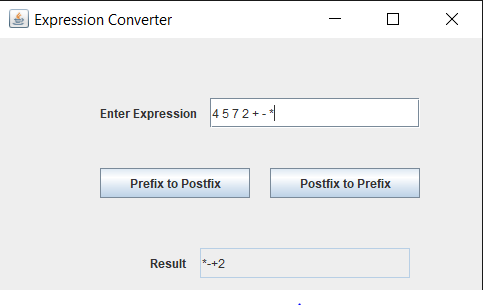 Expression Converter
Enter Expression 4 5 7 2 + - *
Prefix to Postfix Postfix to Prefix
Result *-+2